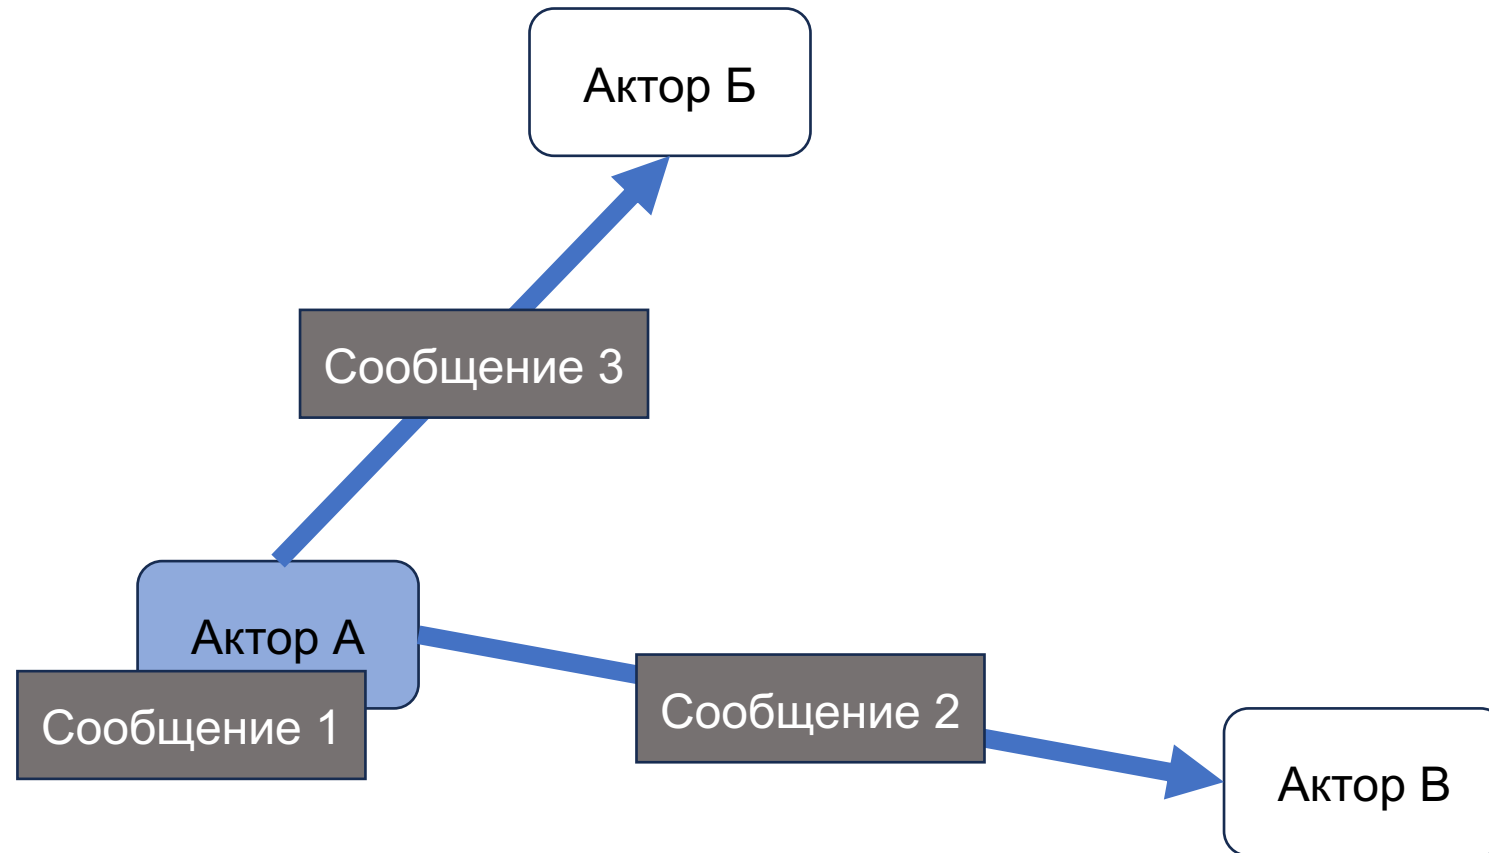 Актор Б
Сообщение 3
Актор А
Сообщение 1
Сообщение 2
Актор В